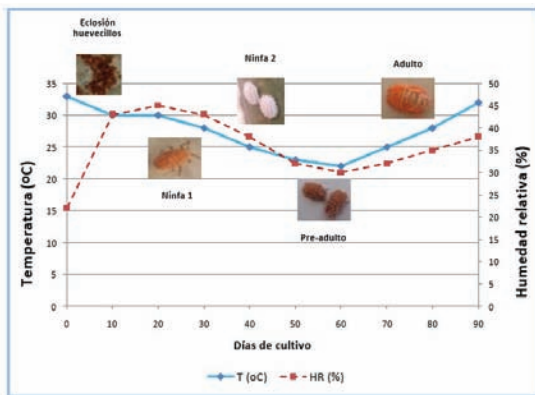 Eclosión
huevecillos
Ninfa 2
Adulto
35
30
25
20
15
10
5
0
50
45
40
35
30
25
20
15
10
5
0
Temperatura (oC)
Humedad relativa (%)
Ninfa 1
Pre-adulto
0 10 20 30 40 50 60 70 80 90
Días de cultivo
T (oC) HR (%)